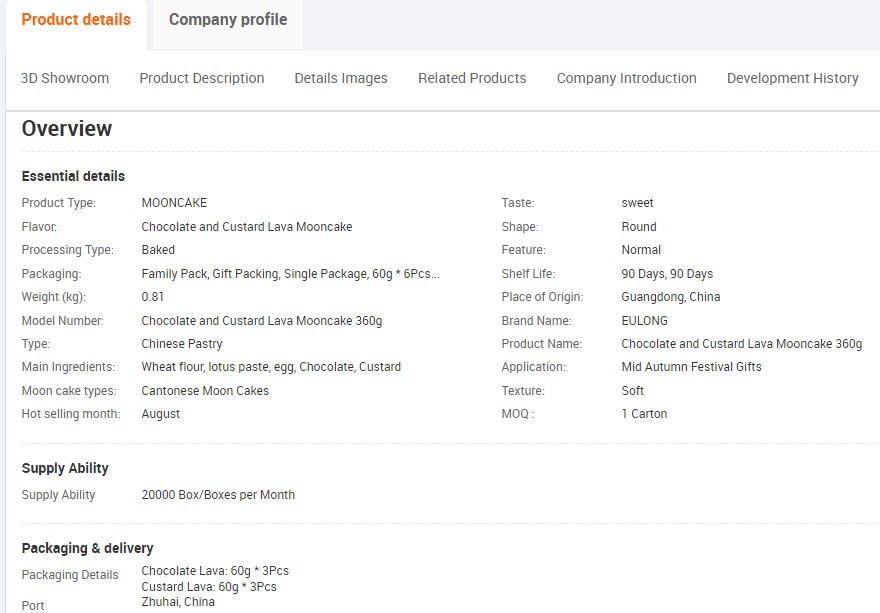 Product details Company profile
3D Showroom Product Description Details Images Related Products Company Introduction Development History
Overview
Essential details
Product Type: MOONCAKE Taste: sweet
Flavor: Chocolate and Custard Lava Mooncake Shape: Round
Processing Type: Baked Feature: Normal
Packaging: Family Pack, Gift Packing, Single Package, 60g * 6Pcs... Shelf Life: 90 Days, 90 Days
Weight (kg): 0.81 Place of Origin: Guangdong, China
Model Number: Chocolate and Custard Lava Mooncake 360g Brand Name: EULONG
Type: Chinese Pastry Product Name: Chocolate and Custard Lava Mooncake 360g
Main Ingredients: Wheat flour, lotus paste, egg, Chocolate, Custard Application: Mid Autumn Festival Gifts
Moon cake types: Cantonese Moon Cakes Texture: Soft
Hot selling month: August MOQ : 1 Carton
Supply Ability
Supply Ability 20000 Box/Boxes per Month
Packaging & delivery
Packaging Details Chocolate Lava: 60g * 3Pcs
Custard Lava: 60g * 3Pcs
Port Zhuhai, China